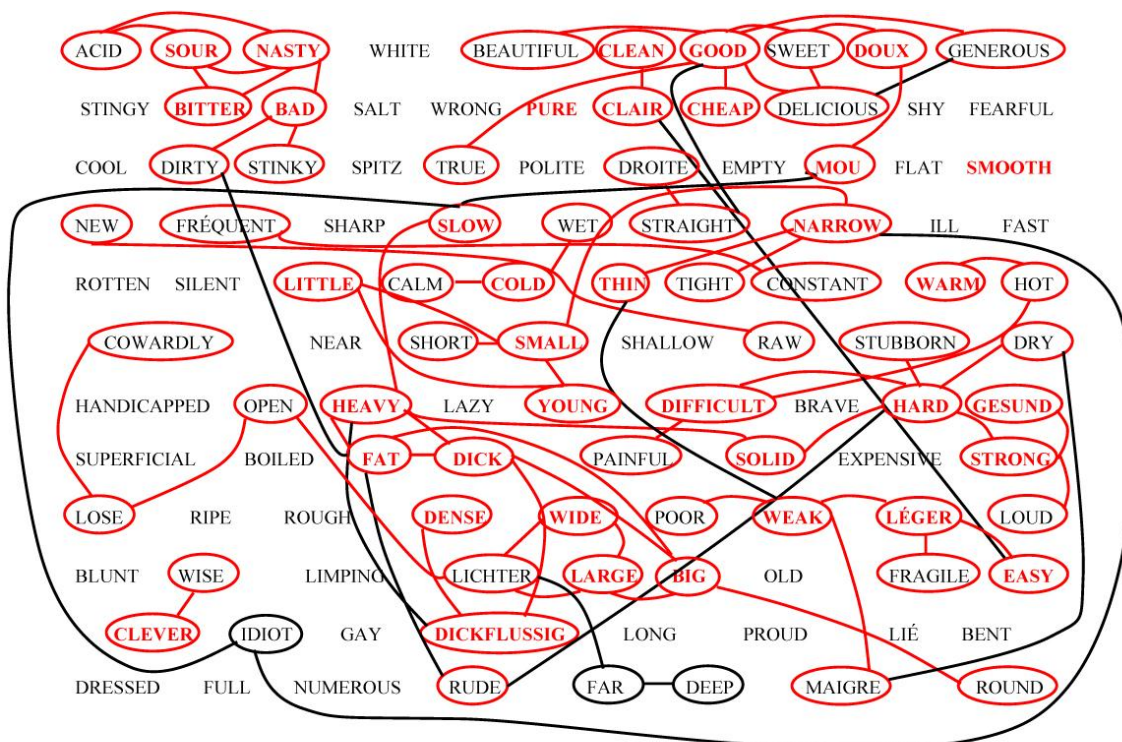 ACID SOUR NASTY WHITE BEAUTIFUL CLEAN GOOD SWEET DOUX GENEROUS
STINGY BITTER BAD SALT WRONG PURE CLAIR CHEAP DELICIOUS SHY FEARFUL
COOL DIRTY STINKY SPITZ TRUE POLITE DROITE EMPTY MOU FLAT SMOOTH
NEW FRÉQUENT SHARP SLOW WET STRAIGHT NARROW ILL FAST
ROTTEN SILENT LITTLE CALM COLD THIN TIGHT CONSTANT WARM HOT
COWARDLY NEAR SHORT SMALL SHALLOW RAW STUBBORN DRY
HANDICAPPED OPEN HEAVY LAZY YOUNG DIFFICULT BRAVE HARD GESUND
SUPERFICIAL BOILED FAT DICK PAINFUL SOLID EXPENSIVE STRONG
LOSE RIPE ROUGH DENSE WIDE POOR WEAK LÉGER LOUD
BLUNT WISE LIMPING LICHTER LARGE BIG OLD FRAGILE EASY
CLEVER IDIOT GAY DICKFLUSSIG LONG PROUD LIÉ BENT
DRESSED FULL NUMEROUS RUDE FAR DEEP MAIGRE ROUND